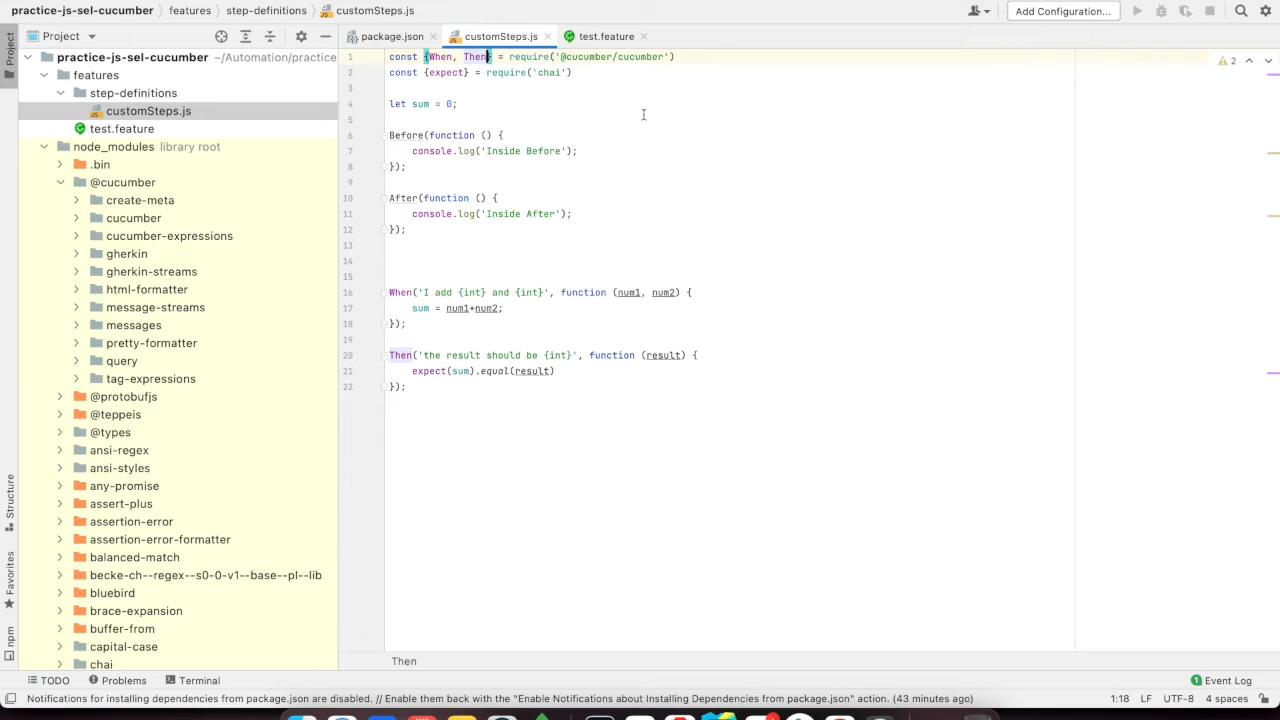 practice-js-sel-cucumber features step-definitions customSteps.js Add Configuration...
Project package.json customSteps.js test.feature
Project
practice-js-sel-cucumber ~/Automation/practice
features
step-definitions
customSteps.js
test.feature
node_modules library root
.bin
@cucumber
create-meta
cucumber
cucumber-expressions
gherkin
gherkin-streams
html-formatter
message-streams
messages
pretty-formatter
query
tag-expressions
@protobufjs
@teppeis
@types
ansi-regex
ansi-styles
any-promise
assert-plus
assertion-error
assertion-error-formatter
balanced-match
becke-ch--regex--s0-0-v1--base--pl--lib
bluebird
brace-expansion
buffer-from
capital-case
chai
Structure
Favorites
npm
1 const {When, Then} = require('@cucumber/cucumber')
2 const {expect} = require('chai')
3
4 let sum = 0;
5
6 Before(function () {
7 console.log('Inside Before');
8 });
9
10 After(function () {
11 console.log('Inside After');
12 });
13
14
15
16 When('I add {int} and {int}', function (num1, num2) {
17 sum = num1+num2;
18 });
19
20 Then('the result should be {int}', function (result) {
21 expect(sum).equal(result)
22 });
2
Then
TODO Problems Terminal 1 Event Log
Notifications for installing dependencies from package.json are disabled. // Enable them back with the "Enable Notifications about Installing Dependencies from package.json" action. (43 minutes ago) 1:18 LF UTF-8 4 spaces